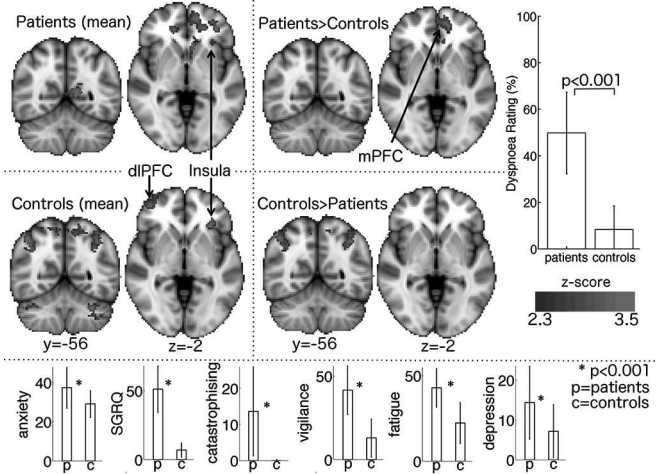 Patients (mean)
Patients>Controls
Dyspnoea Rating (%)
100
80
60
40
20
0
p<0.001
patients controls
mPFC
dlPFC
Insula
Controls (mean)
Controls>Patients
z-score
2.3 3.5
y=-56 z=-2 y=-56 z=-2
anxiety
40
20
0
*
p c
SGRQ
50
0
*
p c
catastrophising
20
10
0
*
p c
vigilance
50
0
*
p c
fatigue
50
0
*
p c
depression
20
10
0
*
p c
* p<0.001
p=patients
c=controls